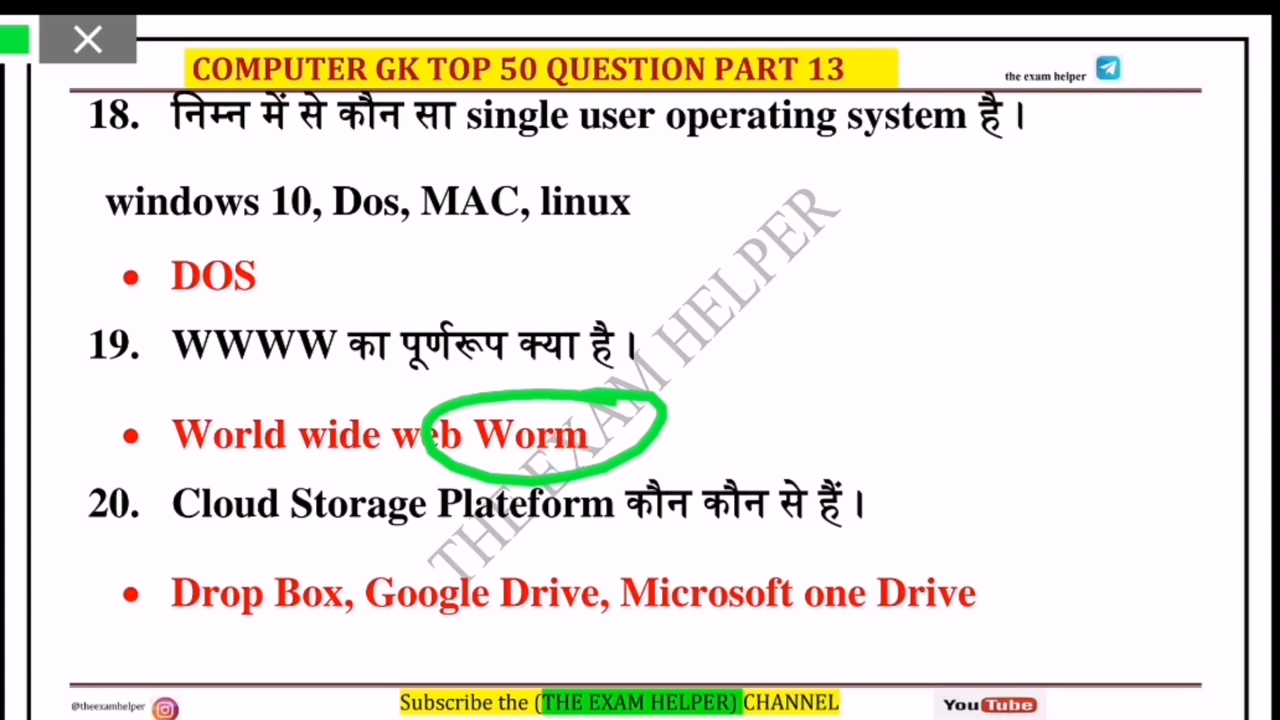 COMPUTER GK TOP 50 QUESTION PART 13
the exam helper
18. निम्न में से कौन सा single user operating system है ।
windows 10, Dos, MAC, linux
• DOS
19. WWWW का पूर्णरूप क्या है ।
• World wide web Worm
20. Cloud Storage Plateform कौन कौन से हैं ।
• Drop Box, Google Drive, Microsoft one Drive
THE EXAM HELPER
@theexamhelper
Subscribe the (THE EXAM HELPER) CHANNEL
YouTube